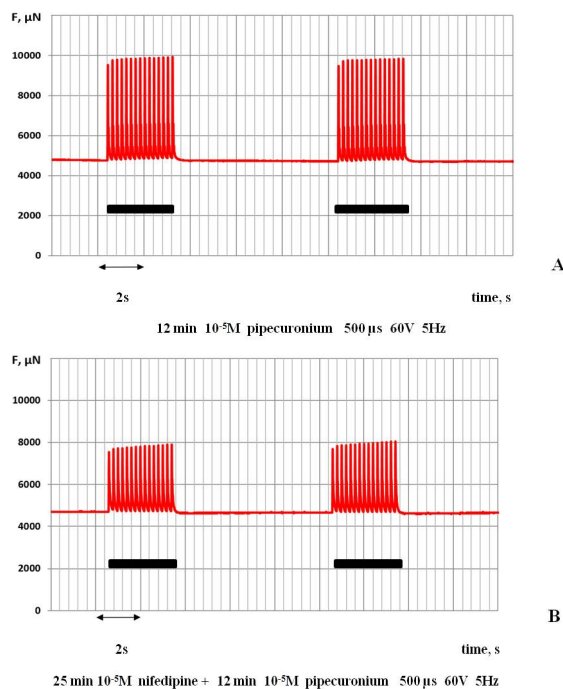 F, µN
10000
8000
6000
4000
2000
0
A
2s time, s
12 min 10⁻⁵M pipecuronium 500 µs 60V 5Hz
F, µN
10000
8000
6000
4000
2000
0
B
2s time, s
25 min 10⁻⁵M nifedipine + 12 min 10⁻⁵M pipecuronium 500 µs 60V 5Hz